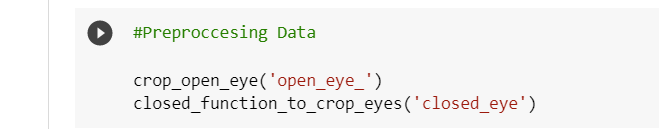 #Preproccesing Data
crop_open_eye('open_eye_')
closed_function_to_crop_eyes('closed_eye')